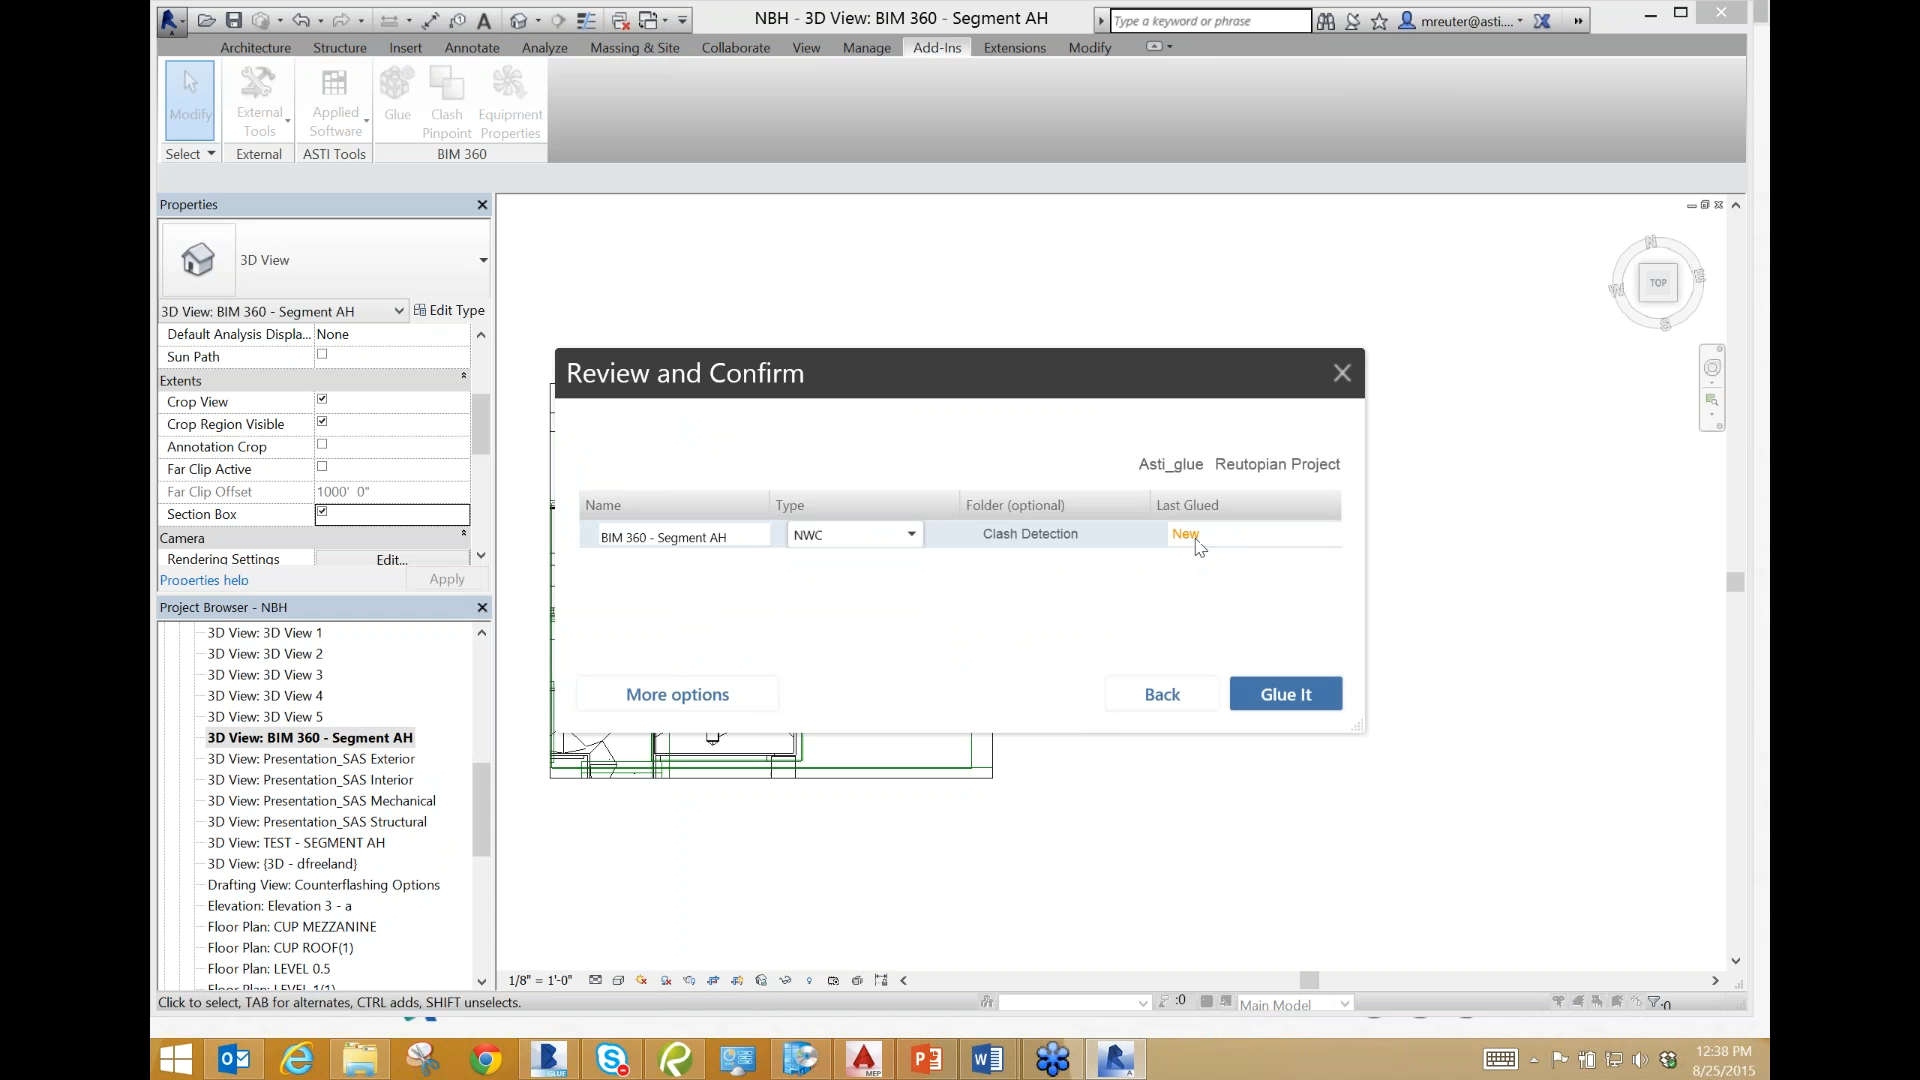 NBH - 3D View: BIM 360 - Segment AH
Type a keyword or phrase
mreuter@asti....
Architecture Structure Insert Annotate Analyze Massing & Site Collaborate View Manage Add-Ins Extensions Modify
Modify
External Tools
Applied Software
Glue
Clash Pinpoint
Equipment Properties
Select External ASTI Tools BIM 360
Properties
3D View
3D View: BIM 360 - Segment AH Edit Type
Default Analysis Displa... None
Sun Path
Extents
Crop View
Crop Region Visible
Annotation Crop
Far Clip Active
Far Clip Offset 1000' 0"
Section Box
Camera
Rendering Settings Edit...
Properties help Apply
Project Browser - NBH
3D View: 3D View 1
3D View: 3D View 2
3D View: 3D View 3
3D View: 3D View 4
3D View: 3D View 5
3D View: BIM 360 - Segment AH
3D View: Presentation_SAS Exterior
3D View: Presentation_SAS Interior
3D View: Presentation_SAS Mechanical
3D View: Presentation_SAS Structural
3D View: TEST - SEGMENT AH
3D View: {3D - dfreeland}
Drafting View: Counterflashing Options
Elevation: Elevation 3 - a
Floor Plan: CUP MEZZANINE
Floor Plan: CUP ROOF(1)
Floor Plan: LEVEL 0.5
Floor Plan: LEVEL 1(1)
TOP
N
E
S
W
Review and Confirm
Asti_glue Reutopian Project
Name Type Folder (optional) Last Glued
BIM 360 - Segment AH NWC Clash Detection New
More options Back Glue It
1/8" = 1'-0"
Click to select, TAB for alternates, CTRL adds, SHIFT unselects.
:0
Main Model
:0
GLUE
MEP
12:38 PM
8/25/2015